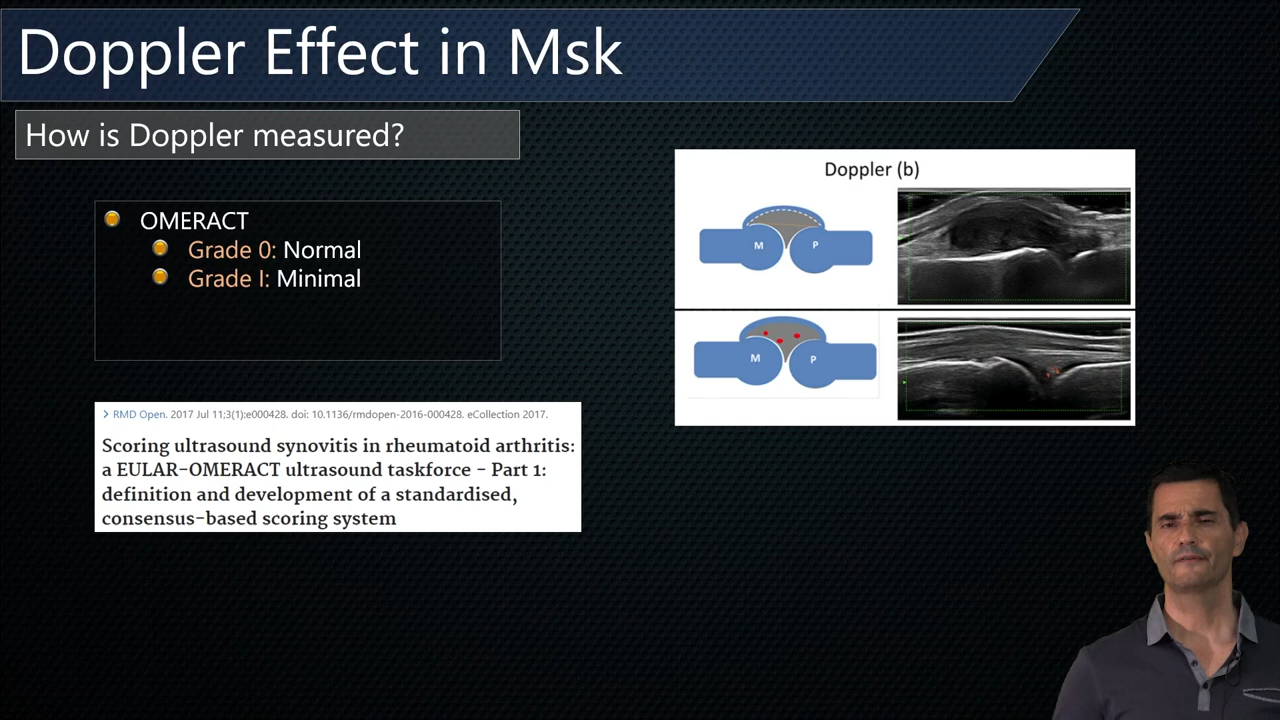 Doppler Effect in Msk
How is Doppler measured?
OMERACT
Grade 0: Normal
Grade I: Minimal
RMD Open. 2017 Jul 11;3(1):e000428. doi: 10.1136/rmdopen-2016-000428. eCollection 2017.
Scoring ultrasound synovitis in rheumatoid arthritis:
a EULAR-OMERACT ultrasound taskforce - Part 1:
definition and development of a standardised,
consensus-based scoring system
Doppler (b)
M P
M P